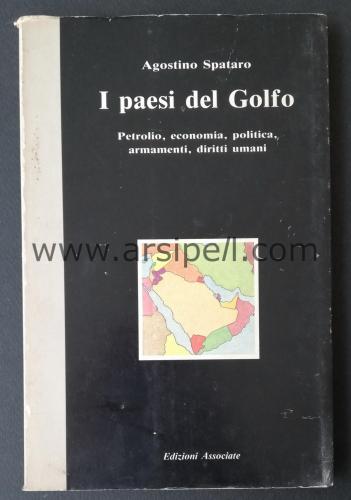 Agostino Spataro
I paesi del Golfo
Petrolio, economia, politica,
armamenti, diritti umani
www.arsipell.com
Edizioni Associate